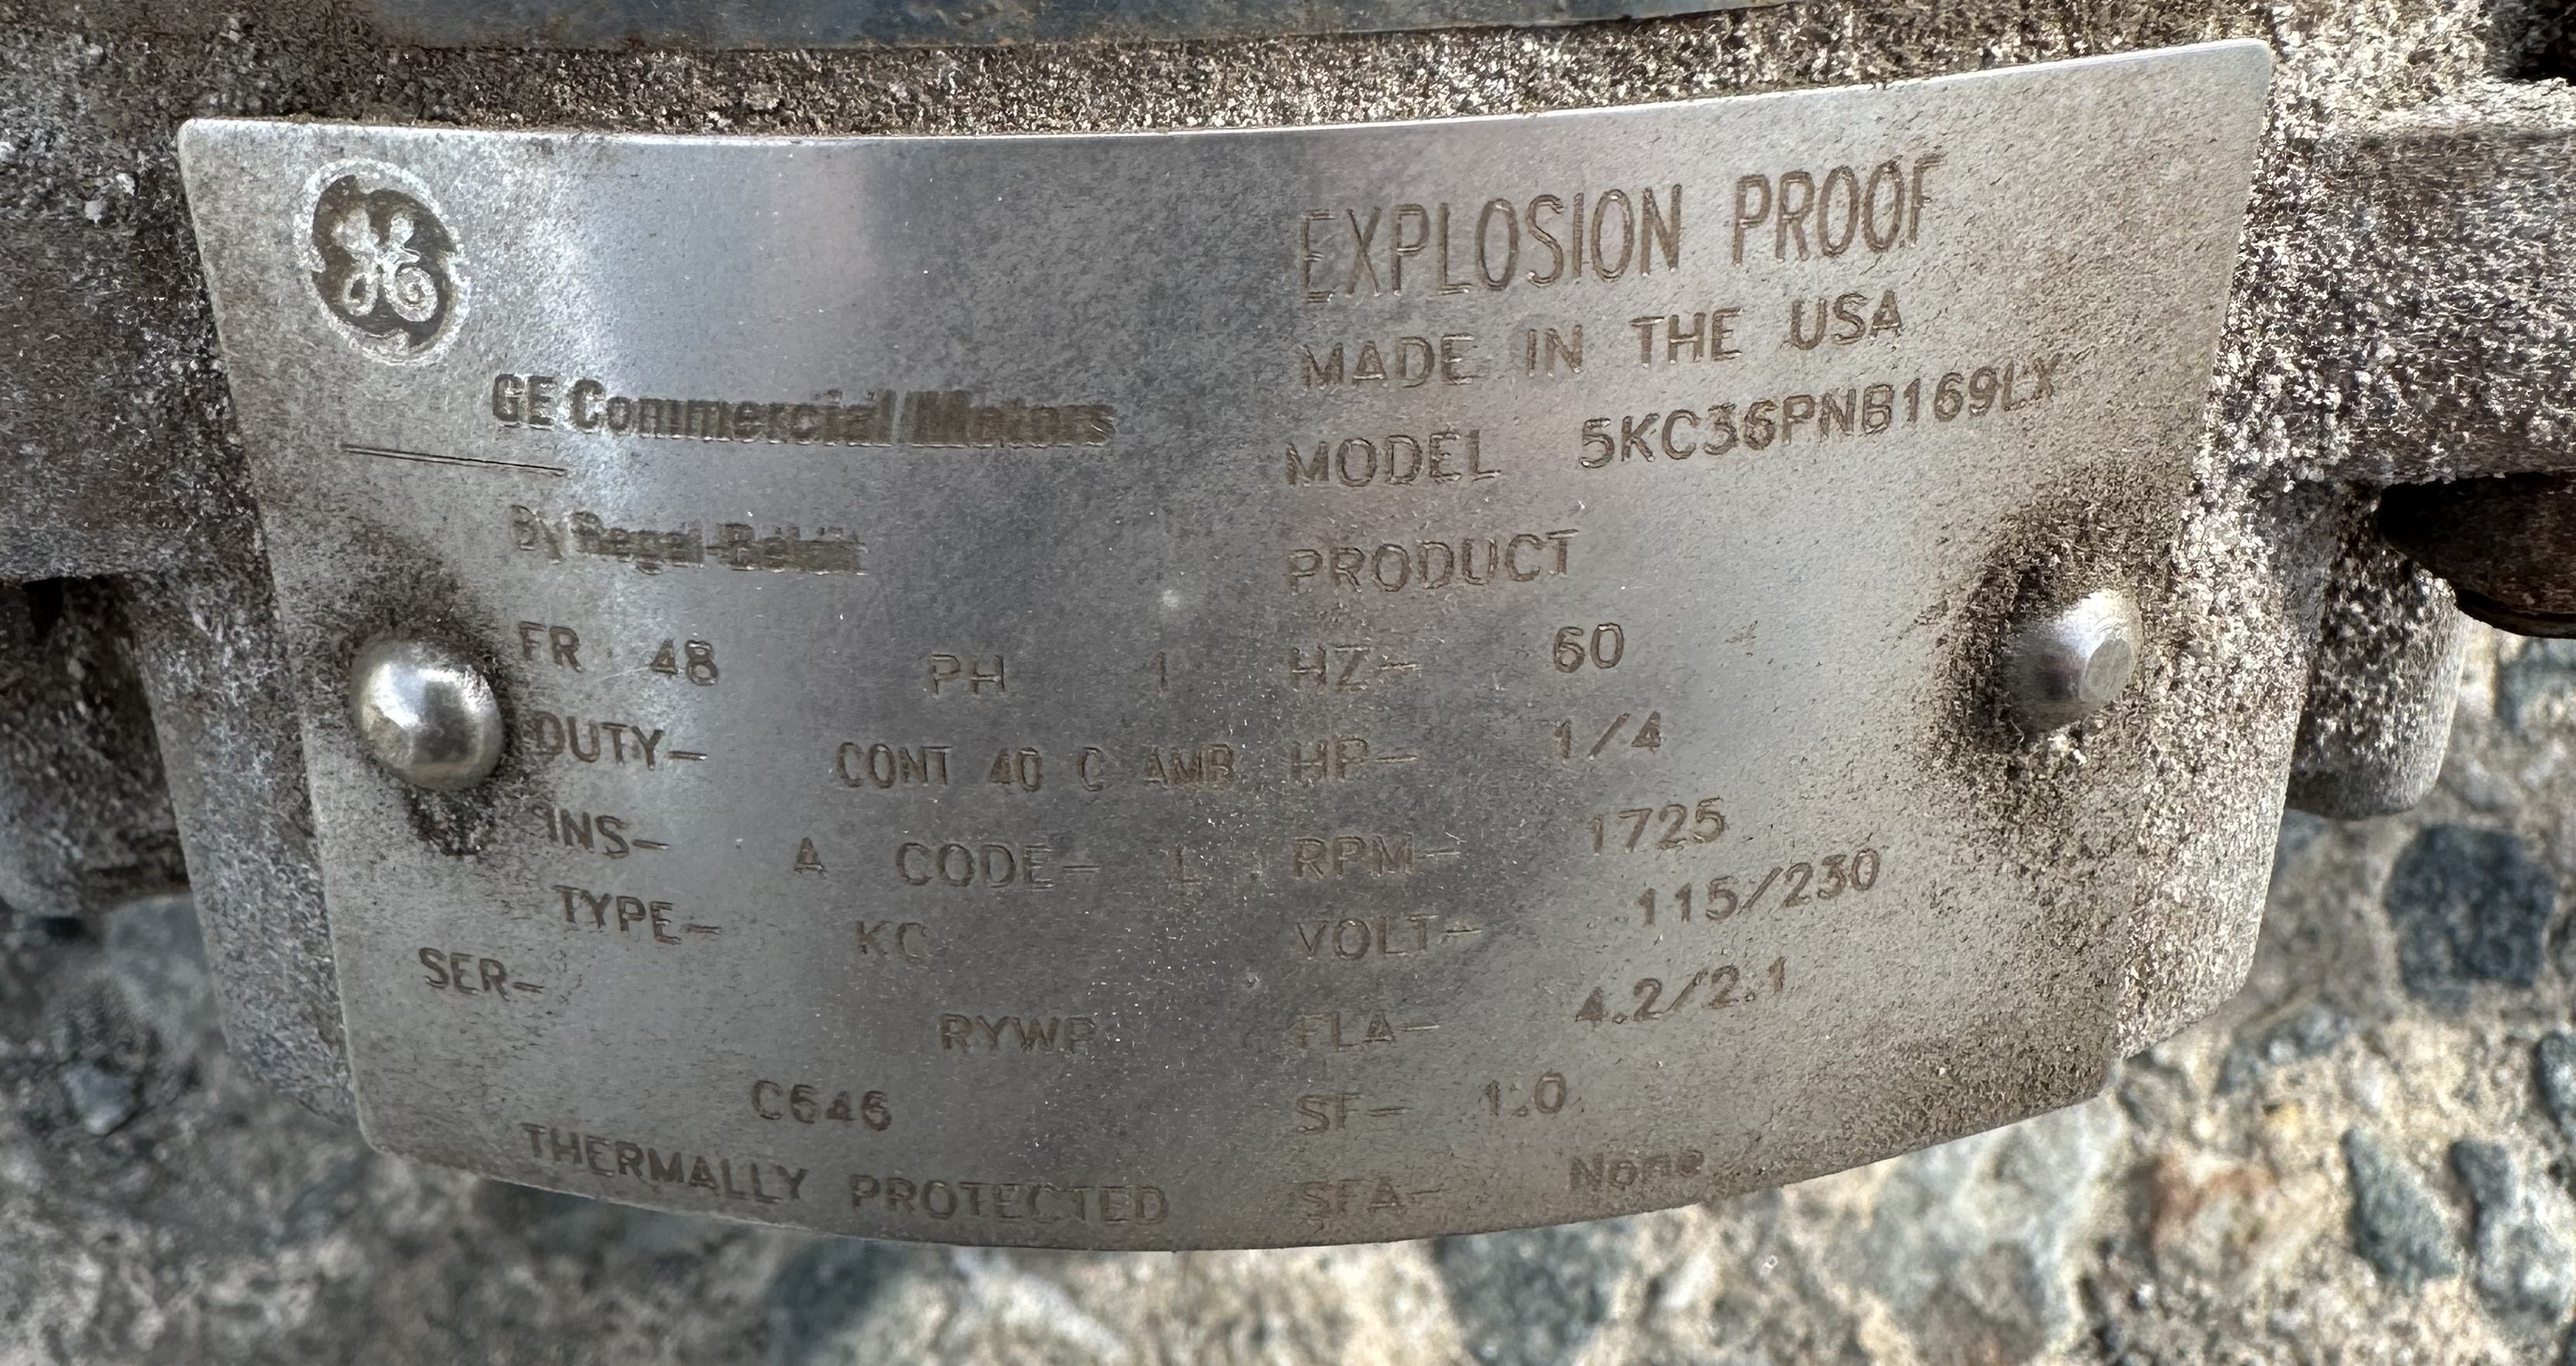 EXPLOSION PROOF
MADE IN THE USA
GE Commercial Motors
MODEL 5KC36PNB169LX
By Regal-Beloit
PRODUCT
FR 48 PH 1 HZ- 60
DUTY- CONT 40 C AMB HP- 1/4
INS- A CODE- L RPM- 1725
TYPE- KC VOLT- 115/230
SER-
RYWP FLA- 4.2/2.1
C646 SF- 1.0
THERMALLY PROTECTED SFA- None